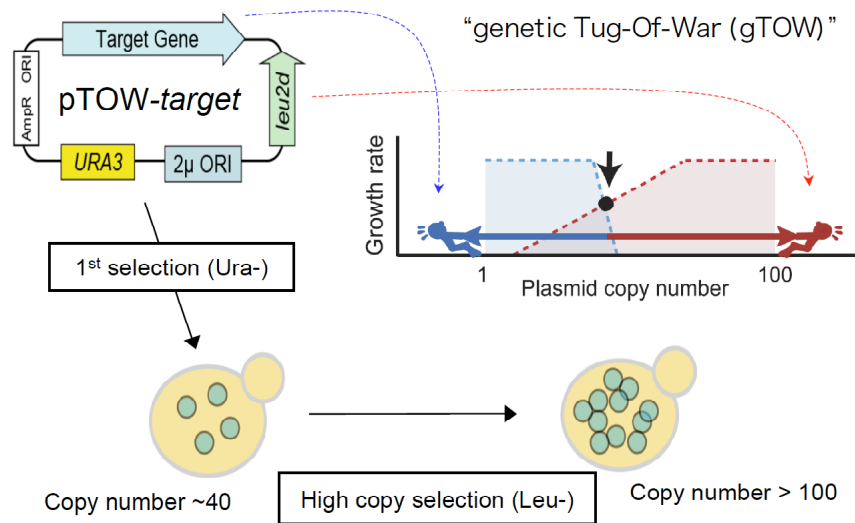 Target Gene
"genetic Tug-Of-War (gTOW)"
AmpR ORI
pTOW-target
leu2d
URA3
2μ ORI
Growth rate
1
100
Plasmid copy number
1st selection (Ura-)
Copy number ~40
High copy selection (Leu-)
Copy number > 100